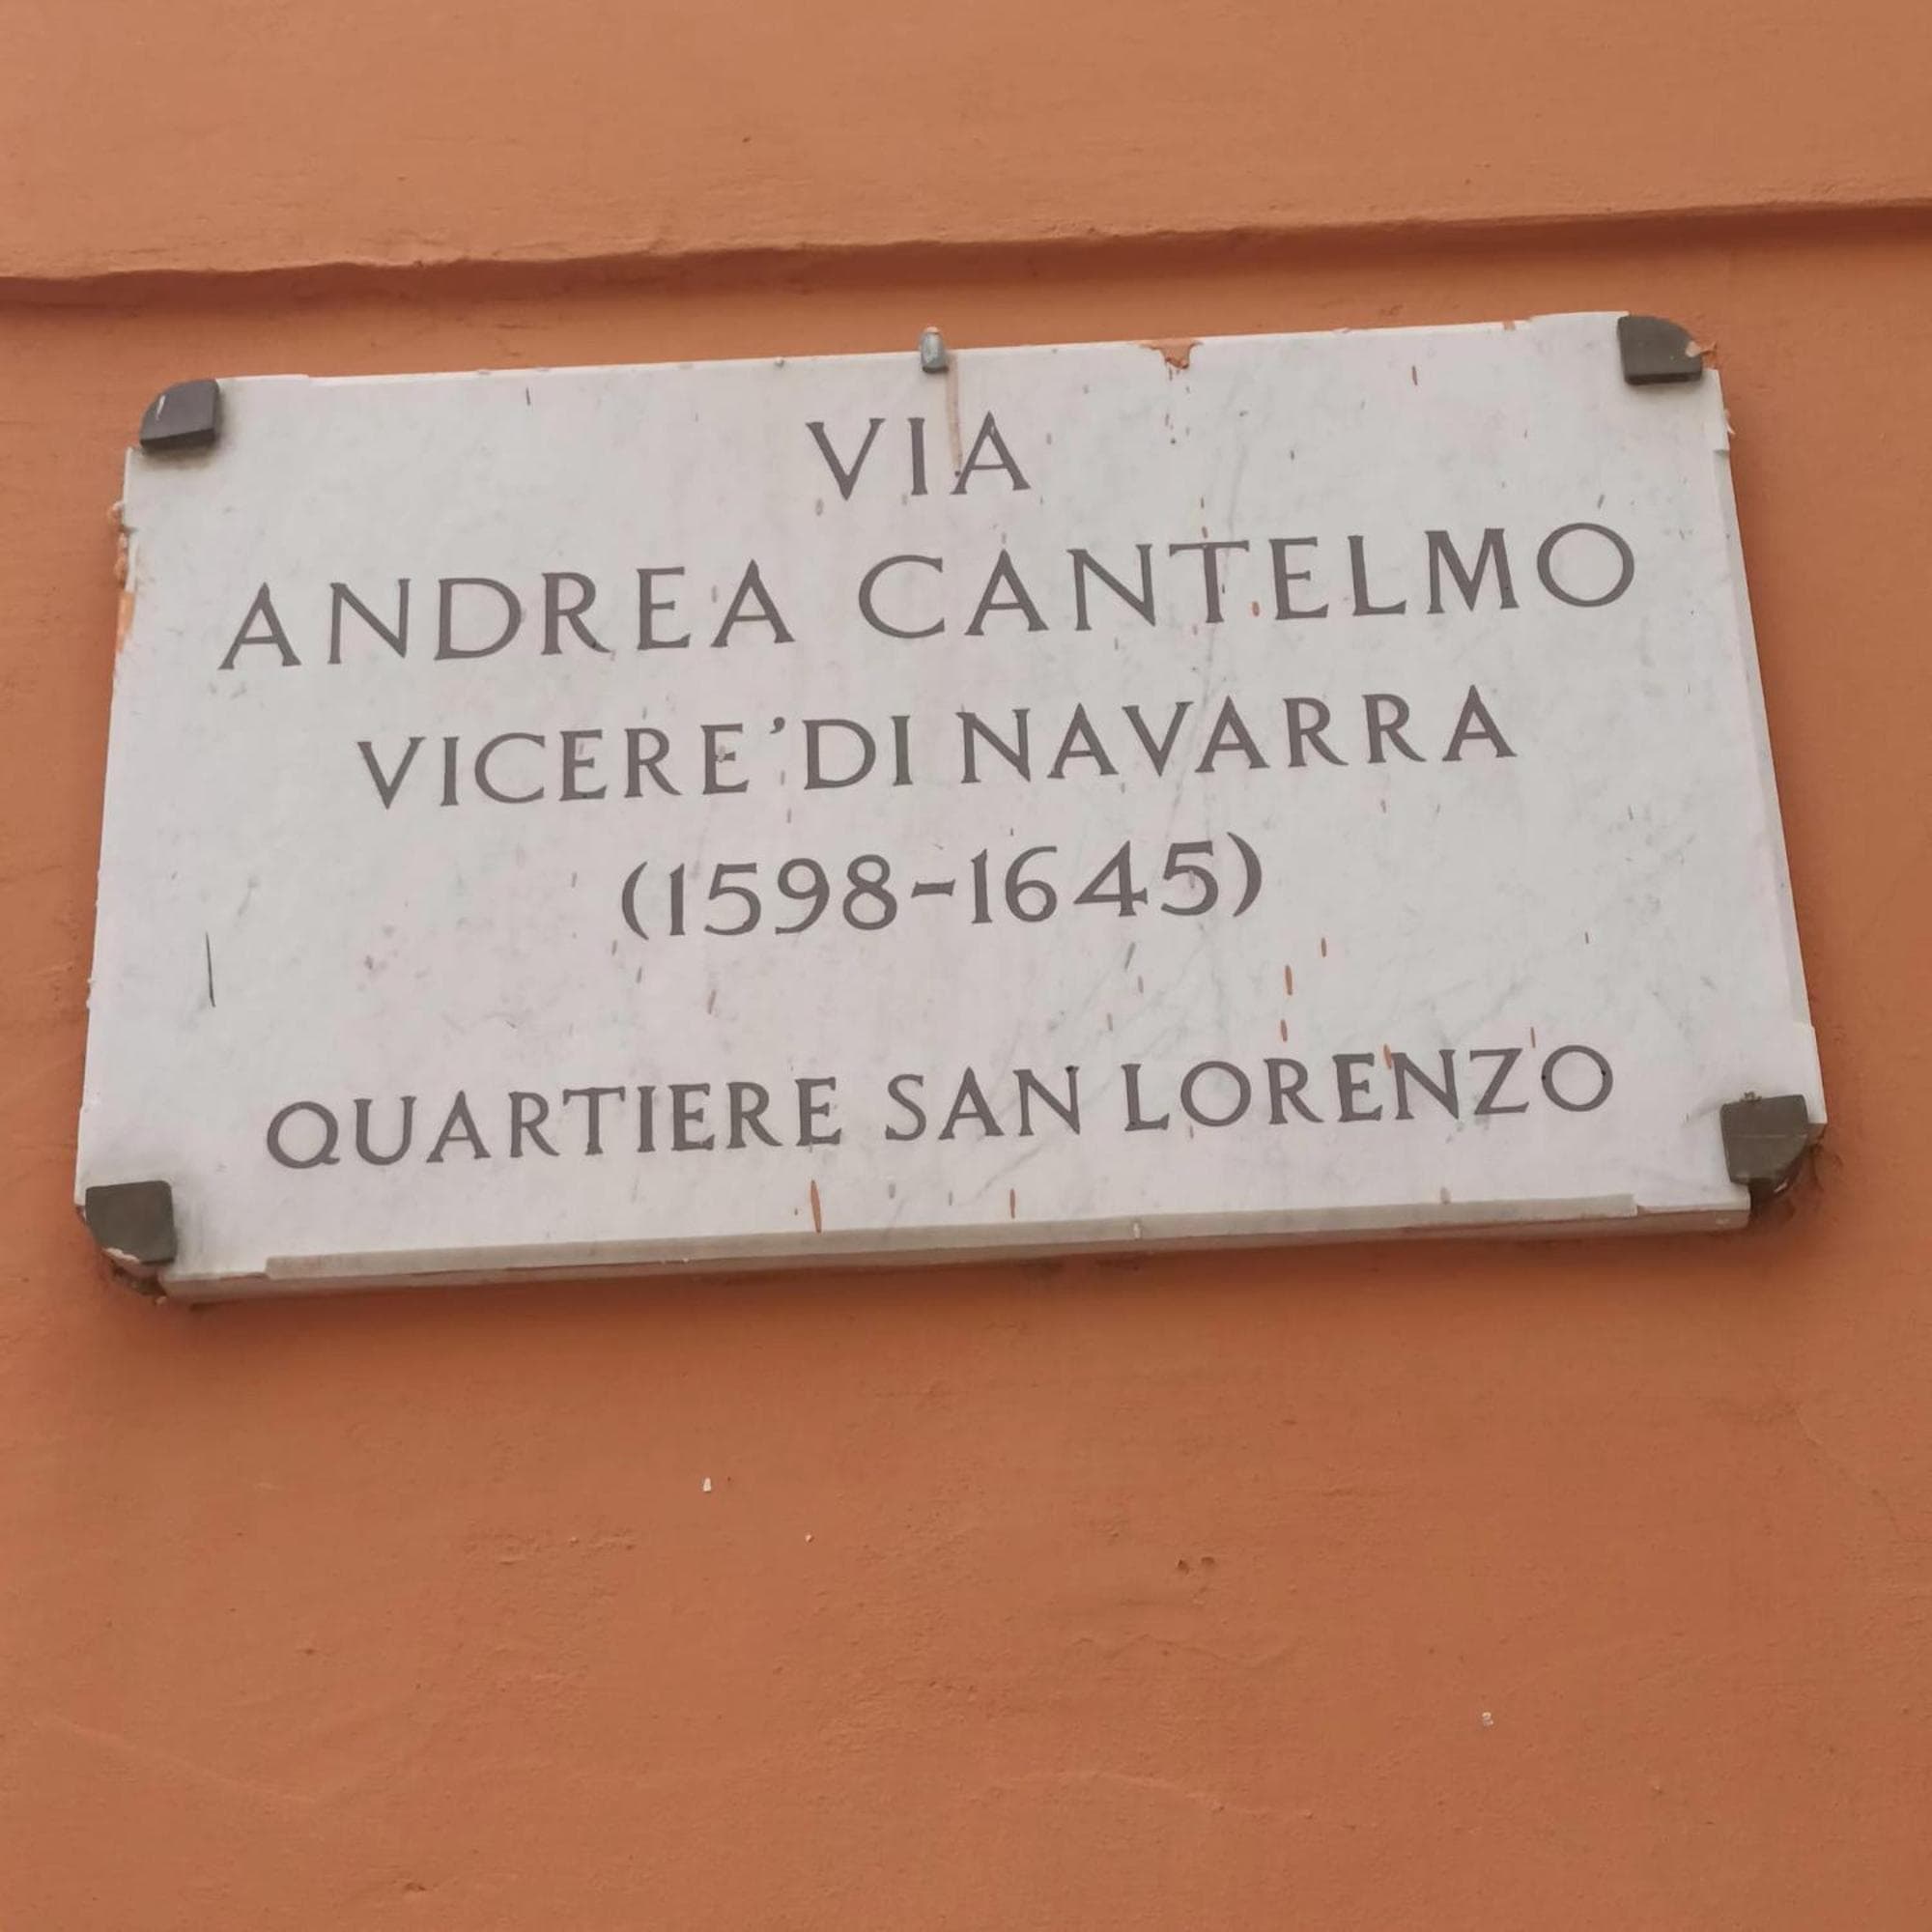 VIA
ANDREA CANTELMO
VICERE' DI NAVARRA
(1598-1645)
QUARTIERE SAN LORENZO